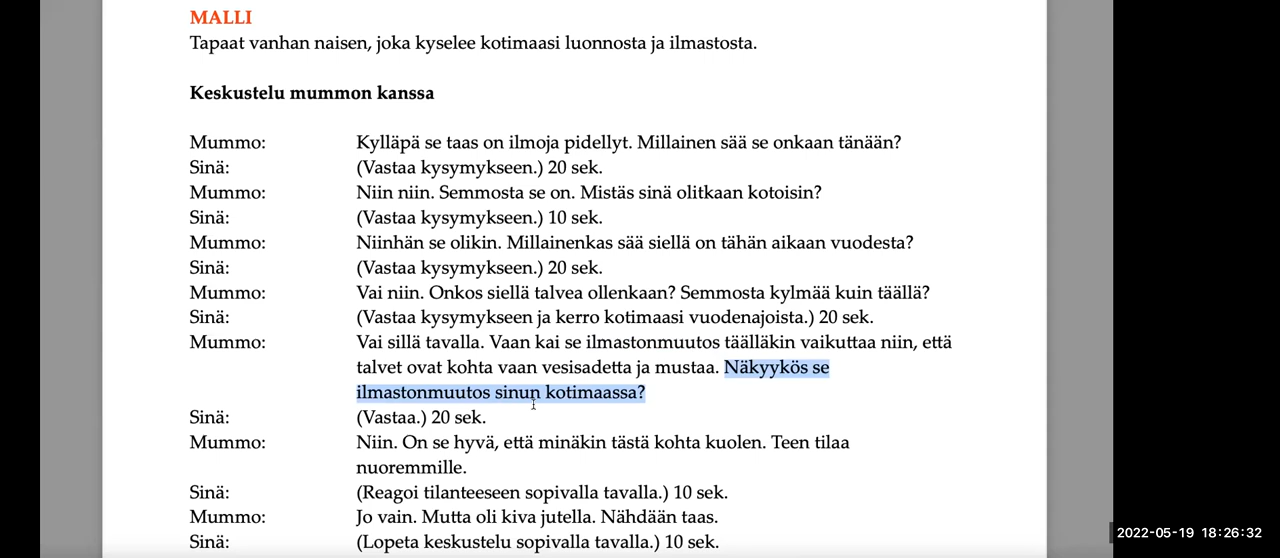 MALLI
Tapaat vanhan naisen, joka kyselee kotimaasi luonnosta ja ilmastosta.
Keskustelu mummon kanssa
Mummo: Kylläpä se taas on ilmoja pidellyt. Millainen sää se onkaan tänään?
Sinä: (Vastaa kysymykseen.) 20 sek.
Mummo: Niin niin. Semmosta se on. Mistäs sinä olitkaan kotoisin?
Sinä: (Vastaa kysymykseen.) 10 sek.
Mummo: Niinhän se olikin. Millainenkas sää siellä on tähän aikaan vuodesta?
Sinä: (Vastaa kysymykseen.) 20 sek.
Mummo: Vai niin. Onkos siellä talvea ollenkaan? Semmosta kylmää kuin täällä?
Sinä: (Vastaa kysymykseen ja kerro kotimaasi vuodenajoista.) 20 sek.
Mummo: Vai sillä tavalla. Vaan kai se ilmastonmuutos täälläkin vaikuttaa niin, että
talvet ovat kohta vaan vesisadetta ja mustaa. Näkyykös se
ilmastonmuutos sinun kotimaassa?
Sinä: (Vastaa.) 20 sek.
Mummo: Niin. On se hyvä, että minäkin tästä kohta kuolen. Teen tilaa
nuoremmille.
Sinä: (Reagoi tilanteeseen sopivalla tavalla.) 10 sek.
Mummo: Jo vain. Mutta oli kiva jutella. Nähdään taas.
Sinä: (Lopeta keskustelu sopivalla tavalla.) 10 sek.
2022-05-19 18:26:32